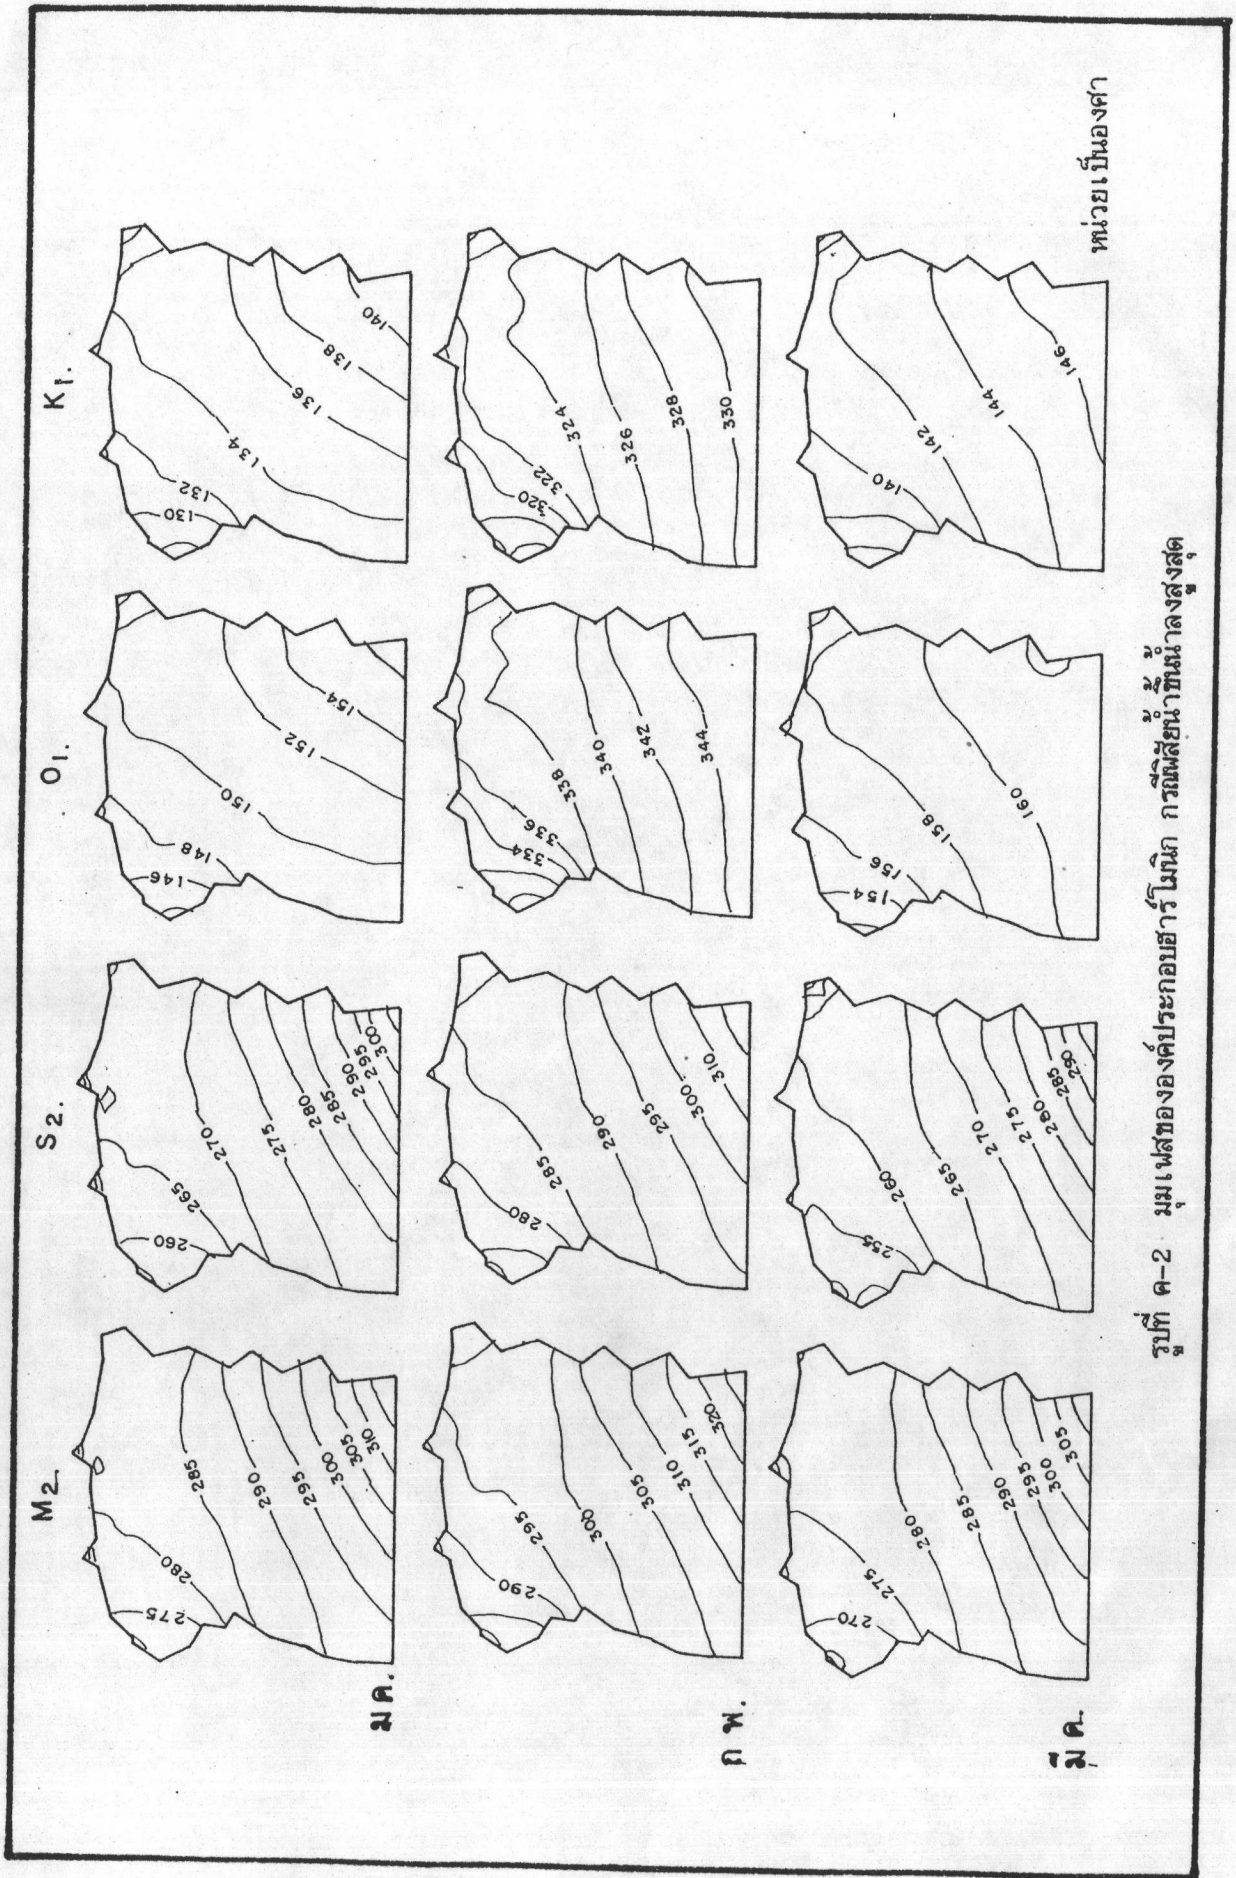 M2 S2. O1. K1.
ม ค.
275 280 285 290 295 300 305 310
260 265 270 275 280 285 290 295 300
146 148 150 152 154
130 132 134 136 138 140
ก พ.
290 295 300 305 310 315 320
280 285 290 295 300 310
334 336 338 340 342 344
320 322 324 326 328 330
มี ค.
270 275 280 285 290 295 300 305
255 260 265 270 275 280 285 290
154 156 158 160
140 142 144 146
หน่วยเป็นองศา
รูปที่ ค-2 มุมเฟสขององค์ประกอบฮาร์โมนิก กรณีพิสัยน้ำขึ้นน้ำลงสูงสุด